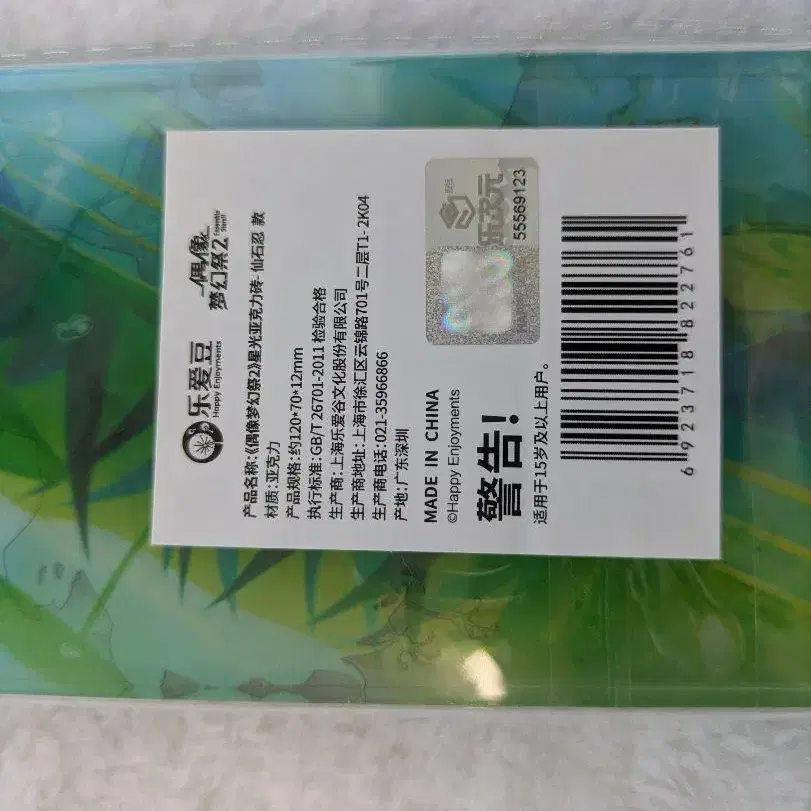 乐爱豆
Happy Enjoyments
偶像
梦幻祭2
Ensemble
Stars!!
产品名称:《偶像梦幻祭2》星光亚克力砖- 仙石忍 款
材质:亚克力
产品规格:约120*70*12mm
执行标准:GB/T 26701-2011 检验合格
生产商:上海乐爱谷文化股份有限公司
生产商地址:上海市徐汇区云锦路701号二层T1- 2K04
生产商电话:021-35966866
产地:广东深圳
MADE IN CHINA
©Happy Enjoyments
警告!
适用于15岁及以上用户。
乐次元
55569123
6 923718 822761